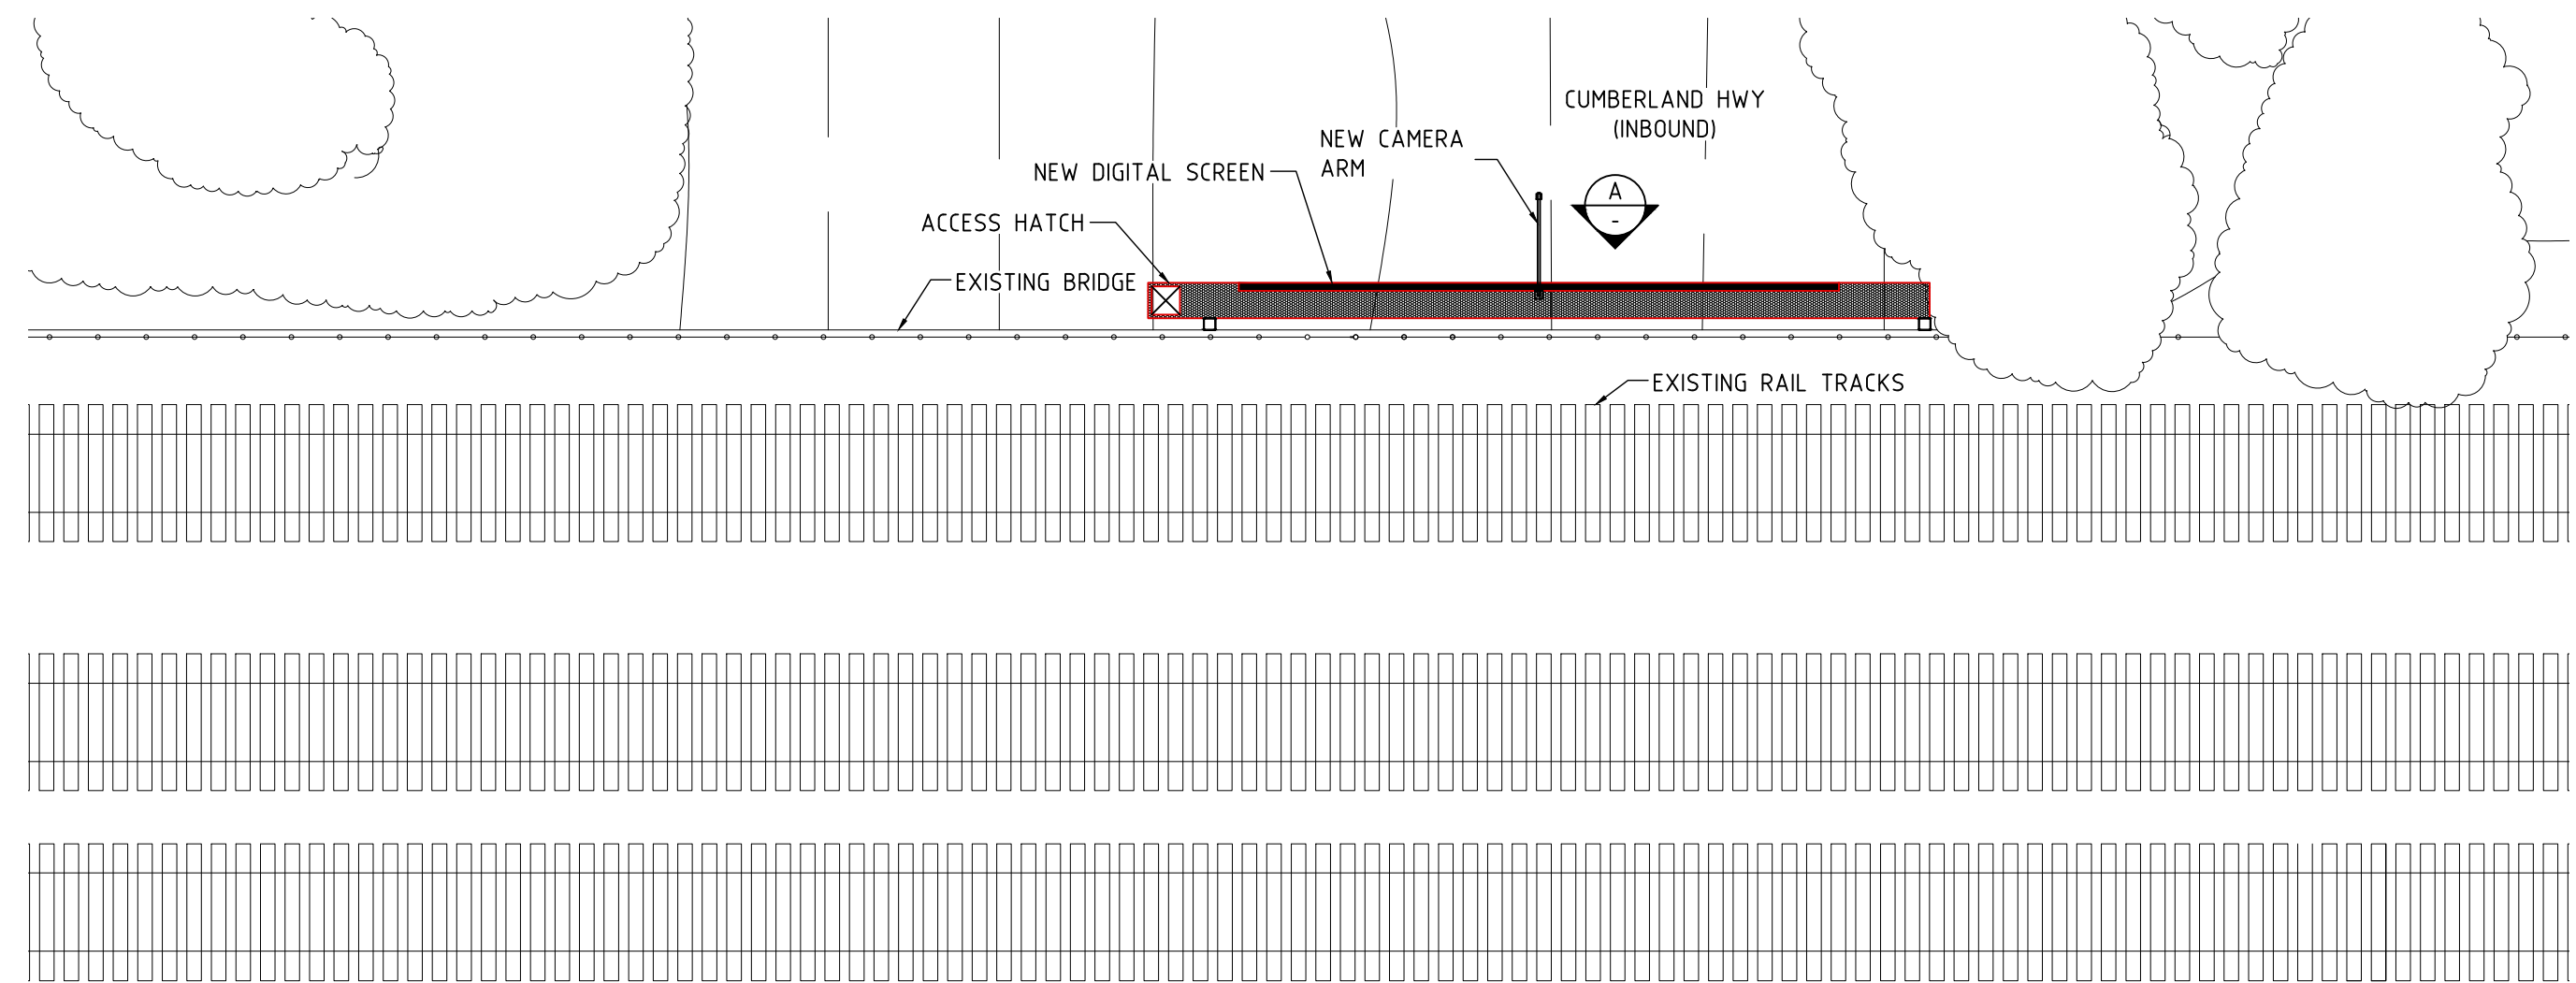 CUMBERLAND HWY
(INBOUND)
NEW CAMERA
ARM
NEW DIGITAL SCREEN
A
-
ACCESS HATCH
EXISTING BRIDGE
EXISTING RAIL TRACKS